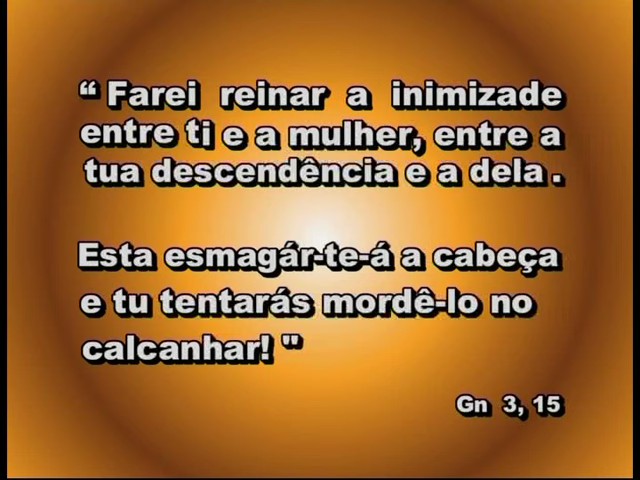 “ Farei reinar a inimizade
entre ti e a mulher, entre a
tua descendência e a dela .
Esta esmagár-te-á a cabeça
e tu tentarás mordê-lo no
calcanhar! "
Gn 3, 15